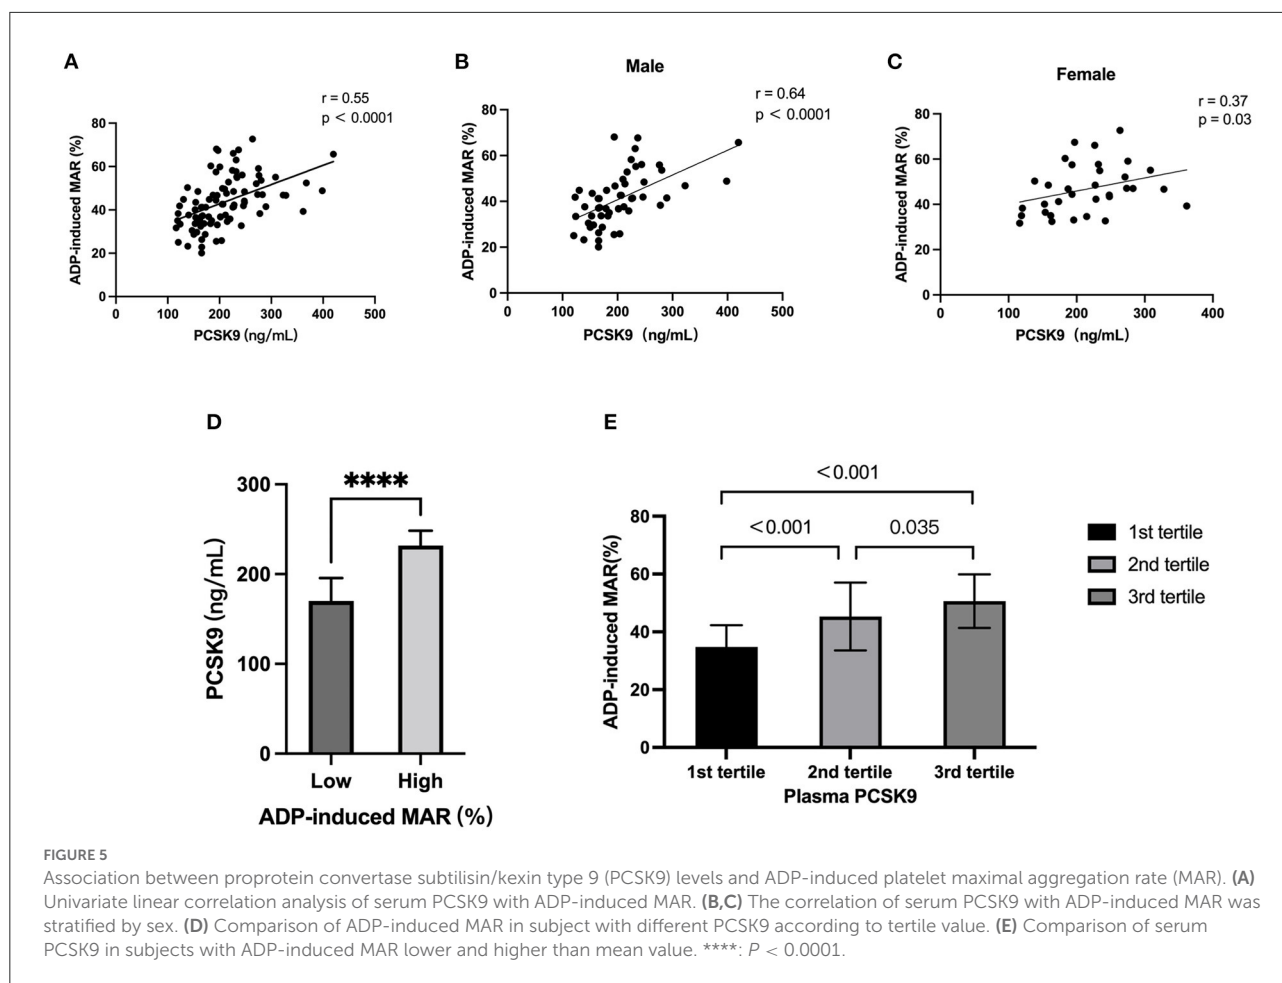 A
r = 0.55
p < 0.0001
ADP-induced MAR (%)
80
60
40
20
0
0 100 200 300 400 500
PCSK9 (ng/mL)
B
Male
r = 0.64
p < 0.0001
ADP-induced MAR (%)
80
60
40
20
0
0 100 200 300 400 500
PCSK9 (ng/mL)
C
Female
r = 0.37
p = 0.03
ADP-induced MAR (%)
80
60
40
20
0
0 100 200 300 400
PCSK9 (ng/mL)
D
****
PCSK9 (ng/mL)
300
200
100
0
Low High
ADP-induced MAR (%)
E
<0.001
<0.001 0.035
ADP-induced MAR(%)
80
60
40
20
0
1st tertile 2nd tertile 3rd tertile
Plasma PCSK9
1st tertile
2nd tertile
3rd tertile
FIGURE 5
Association between proprotein convertase subtilisin/kexin type 9 (PCSK9) levels and ADP-induced platelet maximal aggregation rate (MAR). (A)
Univariate linear correlation analysis of serum PCSK9 with ADP-induced MAR. (B,C) The correlation of serum PCSK9 with ADP-induced MAR was
stratified by sex. (D) Comparison of ADP-induced MAR in subject with different PCSK9 according to tertile value. (E) Comparison of serum
PCSK9 in subjects with ADP-induced MAR lower and higher than mean value. ****: P < 0.0001.